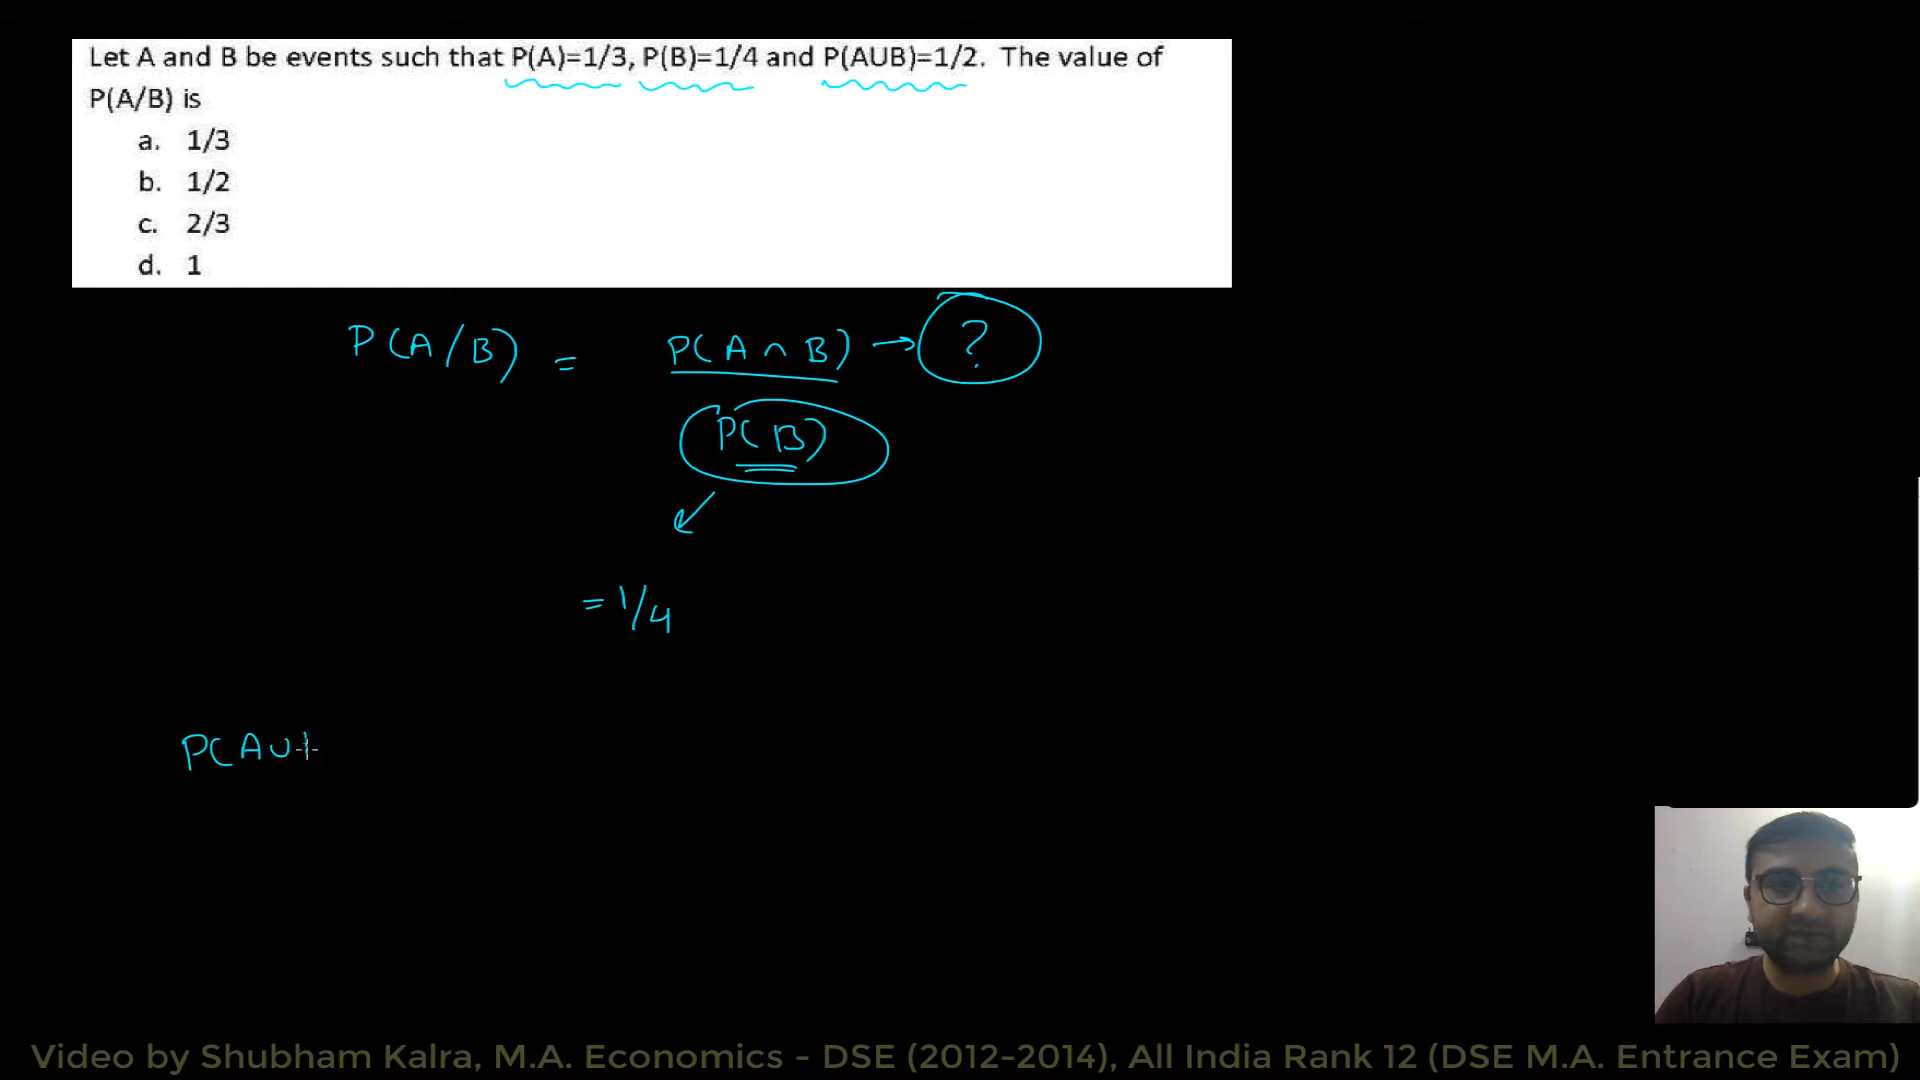 Let A and B be events such that P(A)=1/3, P(B)=1/4 and P(AUB)=1/2. The value of
P(A/B) is
a. 1/3
b. 1/2
c. 2/3
d. 1
P(A/B) = P(A∩B) → ?
P(B)
= 1/4
P(A∪
Video by Shubham Kalra, M.A. Economics - DSE (2012-2014), All India Rank 12 (DSE M.A. Entrance Exam)